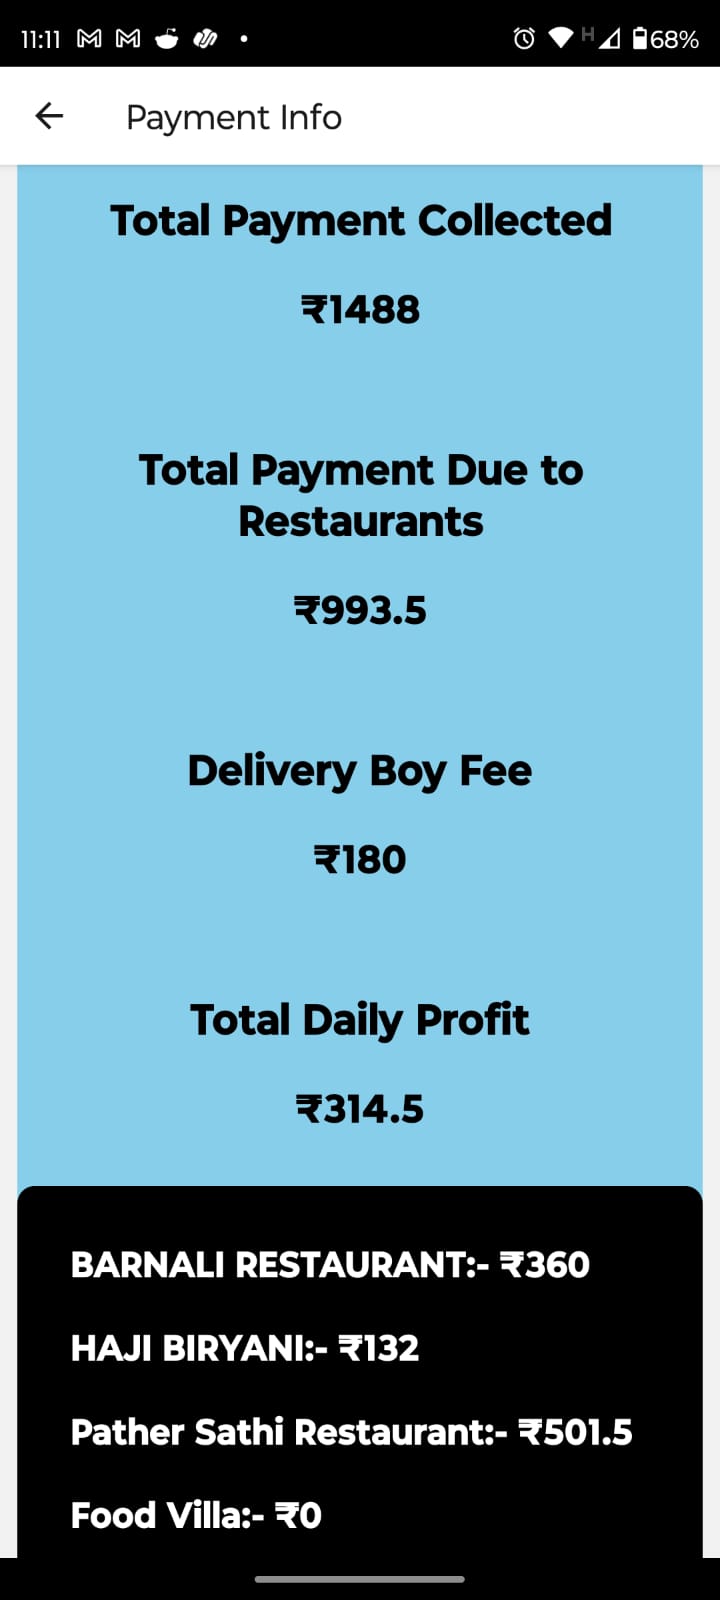 11:11
H
68%
Payment Info
Total Payment Collected
₹1488
Total Payment Due to
Restaurants
₹993.5
Delivery Boy Fee
₹180
Total Daily Profit
₹314.5
BARNALI RESTAURANT:- ₹360
HAJI BIRYANI:- ₹132
Pather Sathi Restaurant:- ₹501.5
Food Villa:- ₹0